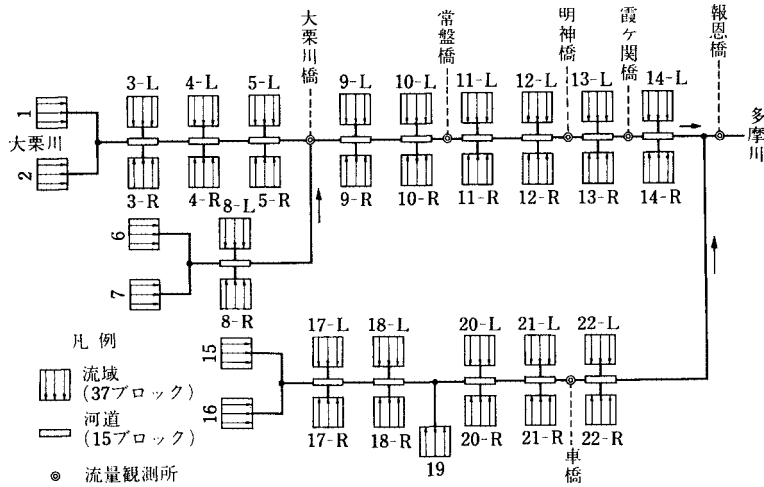 大栗川橋
常盤橋
明神橋
霞ヶ関橋
報恩橋
3-L 4-L 5-L 9-L 10-L 11-L 12-L 13-L 14-L
1
大栗川
2
多摩川
3-R 4-R 5-R 9-R 10-R 11-R 12-R 13-R 14-R
8-L
6
7
8-R
凡例
流域
(37ブロック)
河道
(15ブロック)
流量観測所
17-L 18-L 20-L 21-L 22-L
15
16
17-R 18-R 20-R 21-R 22-R
19
車橋